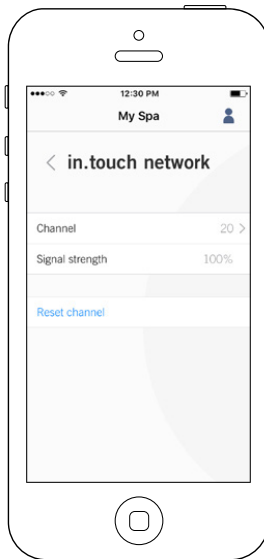 12:30 PM
My Spa
in.touch network
Channel 20
Signal strength 100%
Reset channel